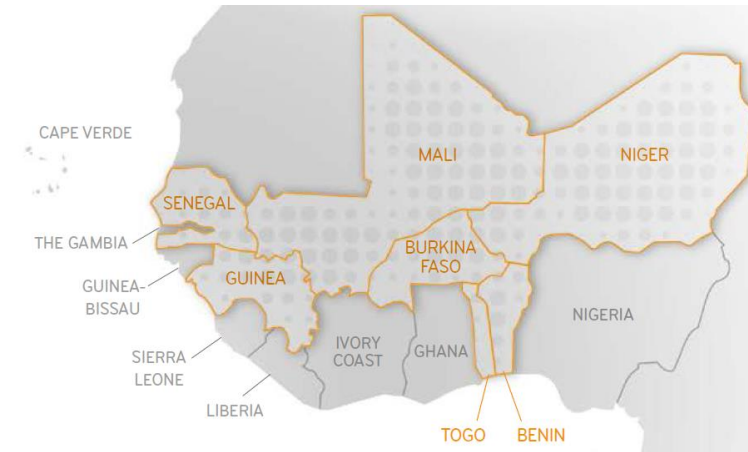 CAPE VERDE
MALI
NIGER
SENEGAL
THE GAMBIA
BURKINA
FASO
GUINEA
GUINEA-
BISSAU
NIGERIA
IVORY
COAST
GHANA
SIERRA
LEONE
LIBERIA
TOGO
BENIN